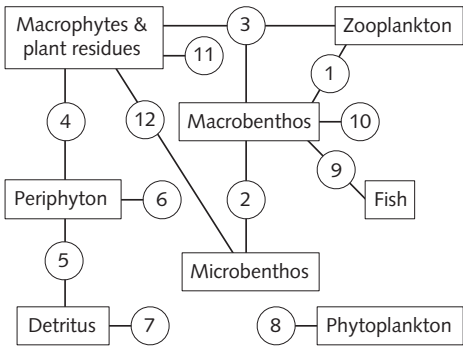 Macrophytes &
plant residues
3
Zooplankton
11
1
4
12
Macrobenthos
10
9
Periphyton
6
2
Fish
5
Microbenthos
Detritus
7
8
Phytoplankton